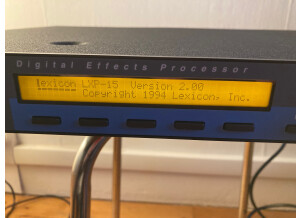 Digital Effects Processor
lexicon LXP-15 Version 2.00
Copyright 1994 Lexicon, Inc.